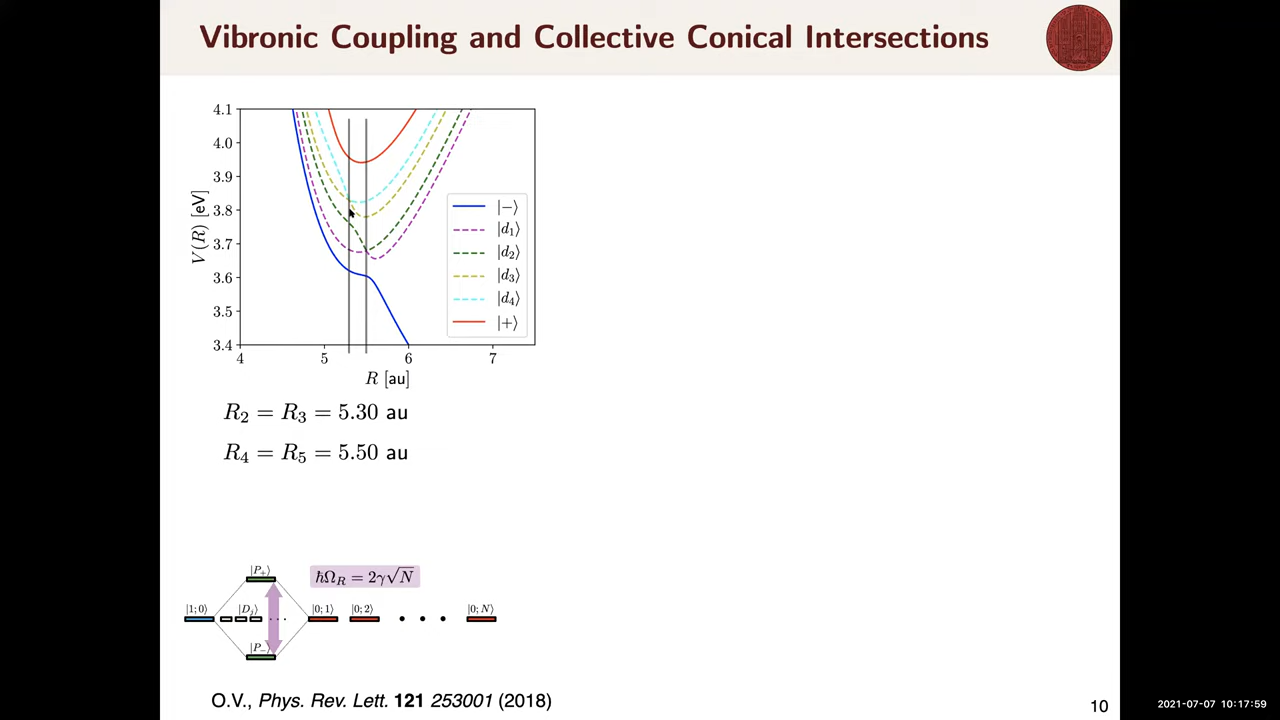 Vibronic Coupling and Collective Conical Intersections
4.1
4.0
3.9
3.8
3.7
3.6
3.5
3.4
V(R) [eV]
4 5 6 7
R [au]
|−⟩
|d₁⟩
|d₂⟩
|d₃⟩
|d₄⟩
|+⟩
R₂ = R₃ = 5.30 au
R₄ = R₅ = 5.50 au
|P₊⟩
ℏΩ_R = 2γ√N
|1; 0⟩ |D_j⟩ ... |0; 1⟩ |0; 2⟩ • • • |0; N⟩
|P₋⟩
O.V., Phys. Rev. Lett. 121 253001 (2018)
10
2021-07-07 10:17:59